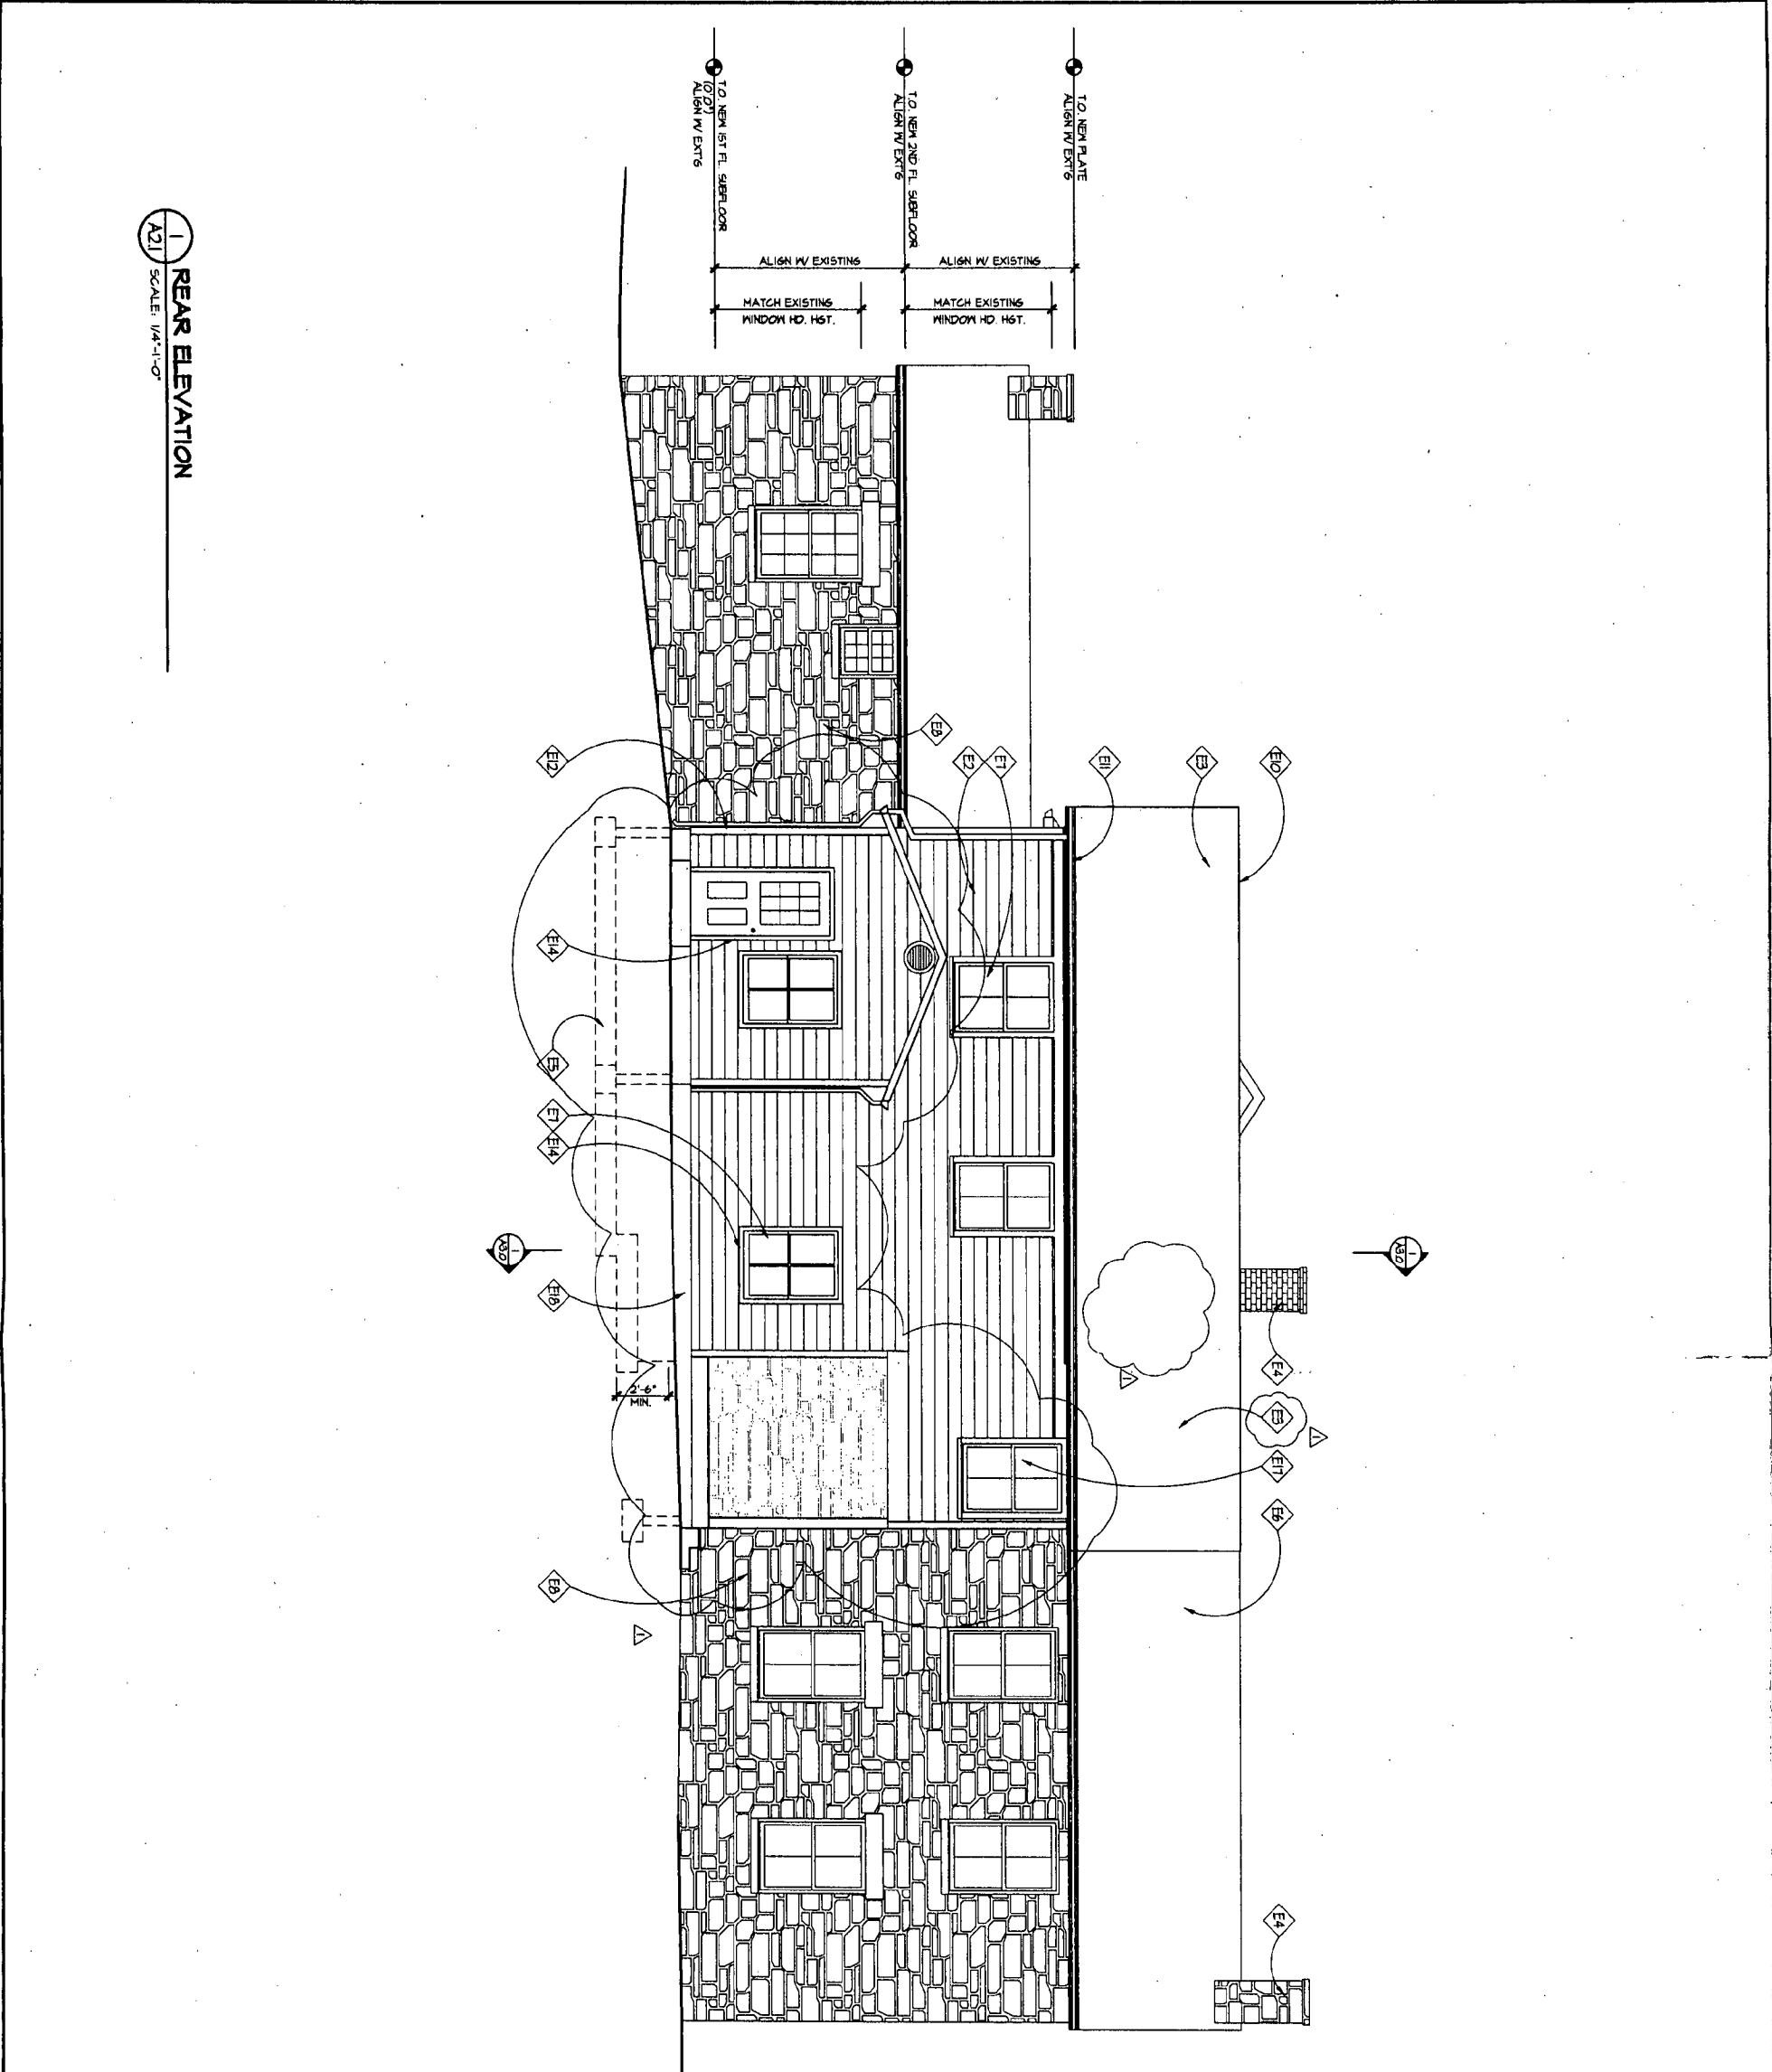 T.O. NEW PLATE
ALIGN W/ EXT'G
T.O. NEW 2ND FL. SUBFLOOR
ALIGN W/ EXT'G
T.O. NEW 1ST FL. SUBFLOOR
(0'0")
ALIGN W/ EXT'G
ALIGN W/ EXISTING
ALIGN W/ EXISTING
MATCH EXISTING
WINDOW HD. HGT.
MATCH EXISTING
WINDOW HD. HGT.
E10
E3
E11
E7
E2
E8
E12
E14
E5
E7
E14
E18
1
A3.0
1
A3.0
E4
1
E3
1
E17
E6
2'-6"
MIN.
E8
1
E4
1
A2.1
REAR ELEVATION
SCALE: 1/4"-1'-0"